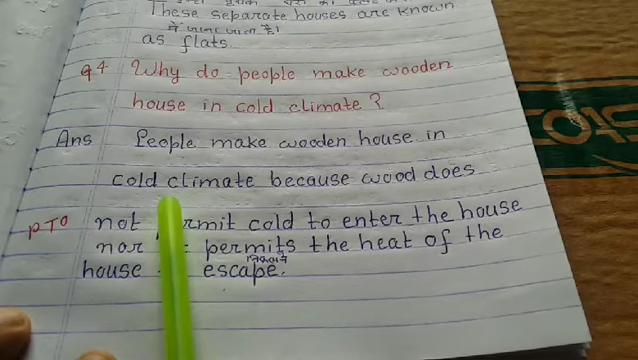 These separate houses are known
में जाना जाता है।
as flats
Q4 Why do people make wooden
house in cold climate?
Ans People make wooden house in
cold climate because wood does
PTO not permit cold to enter the house
nor permits the heat of the
निकलने
house escape.
COAS